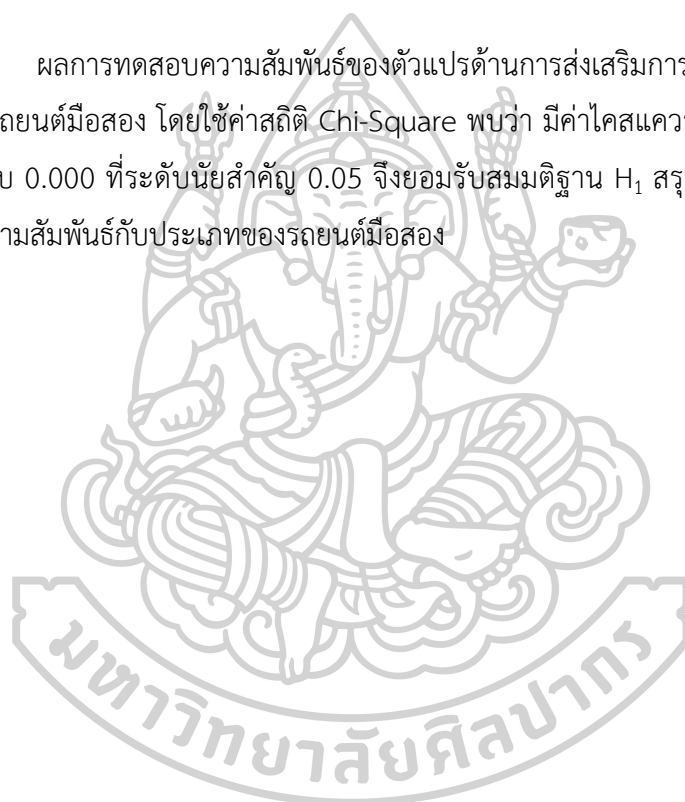 ผลการทดสอบความสัมพันธ์ของตัวแปรด้านการส่งเสริมการ
ถยนต์มือสอง โดยใช้ค่าสถิติ Chi-Square พบว่า มีค่าไคสแคว
บ 0.000 ที่ระดับนัยสำคัญ 0.05 จึงยอมรับสมมติฐาน H₁ สรุ
ามสัมพันธ์กับประเภทของรถยนต์มือสอง
มหาวิทยาลัยศิลปากร